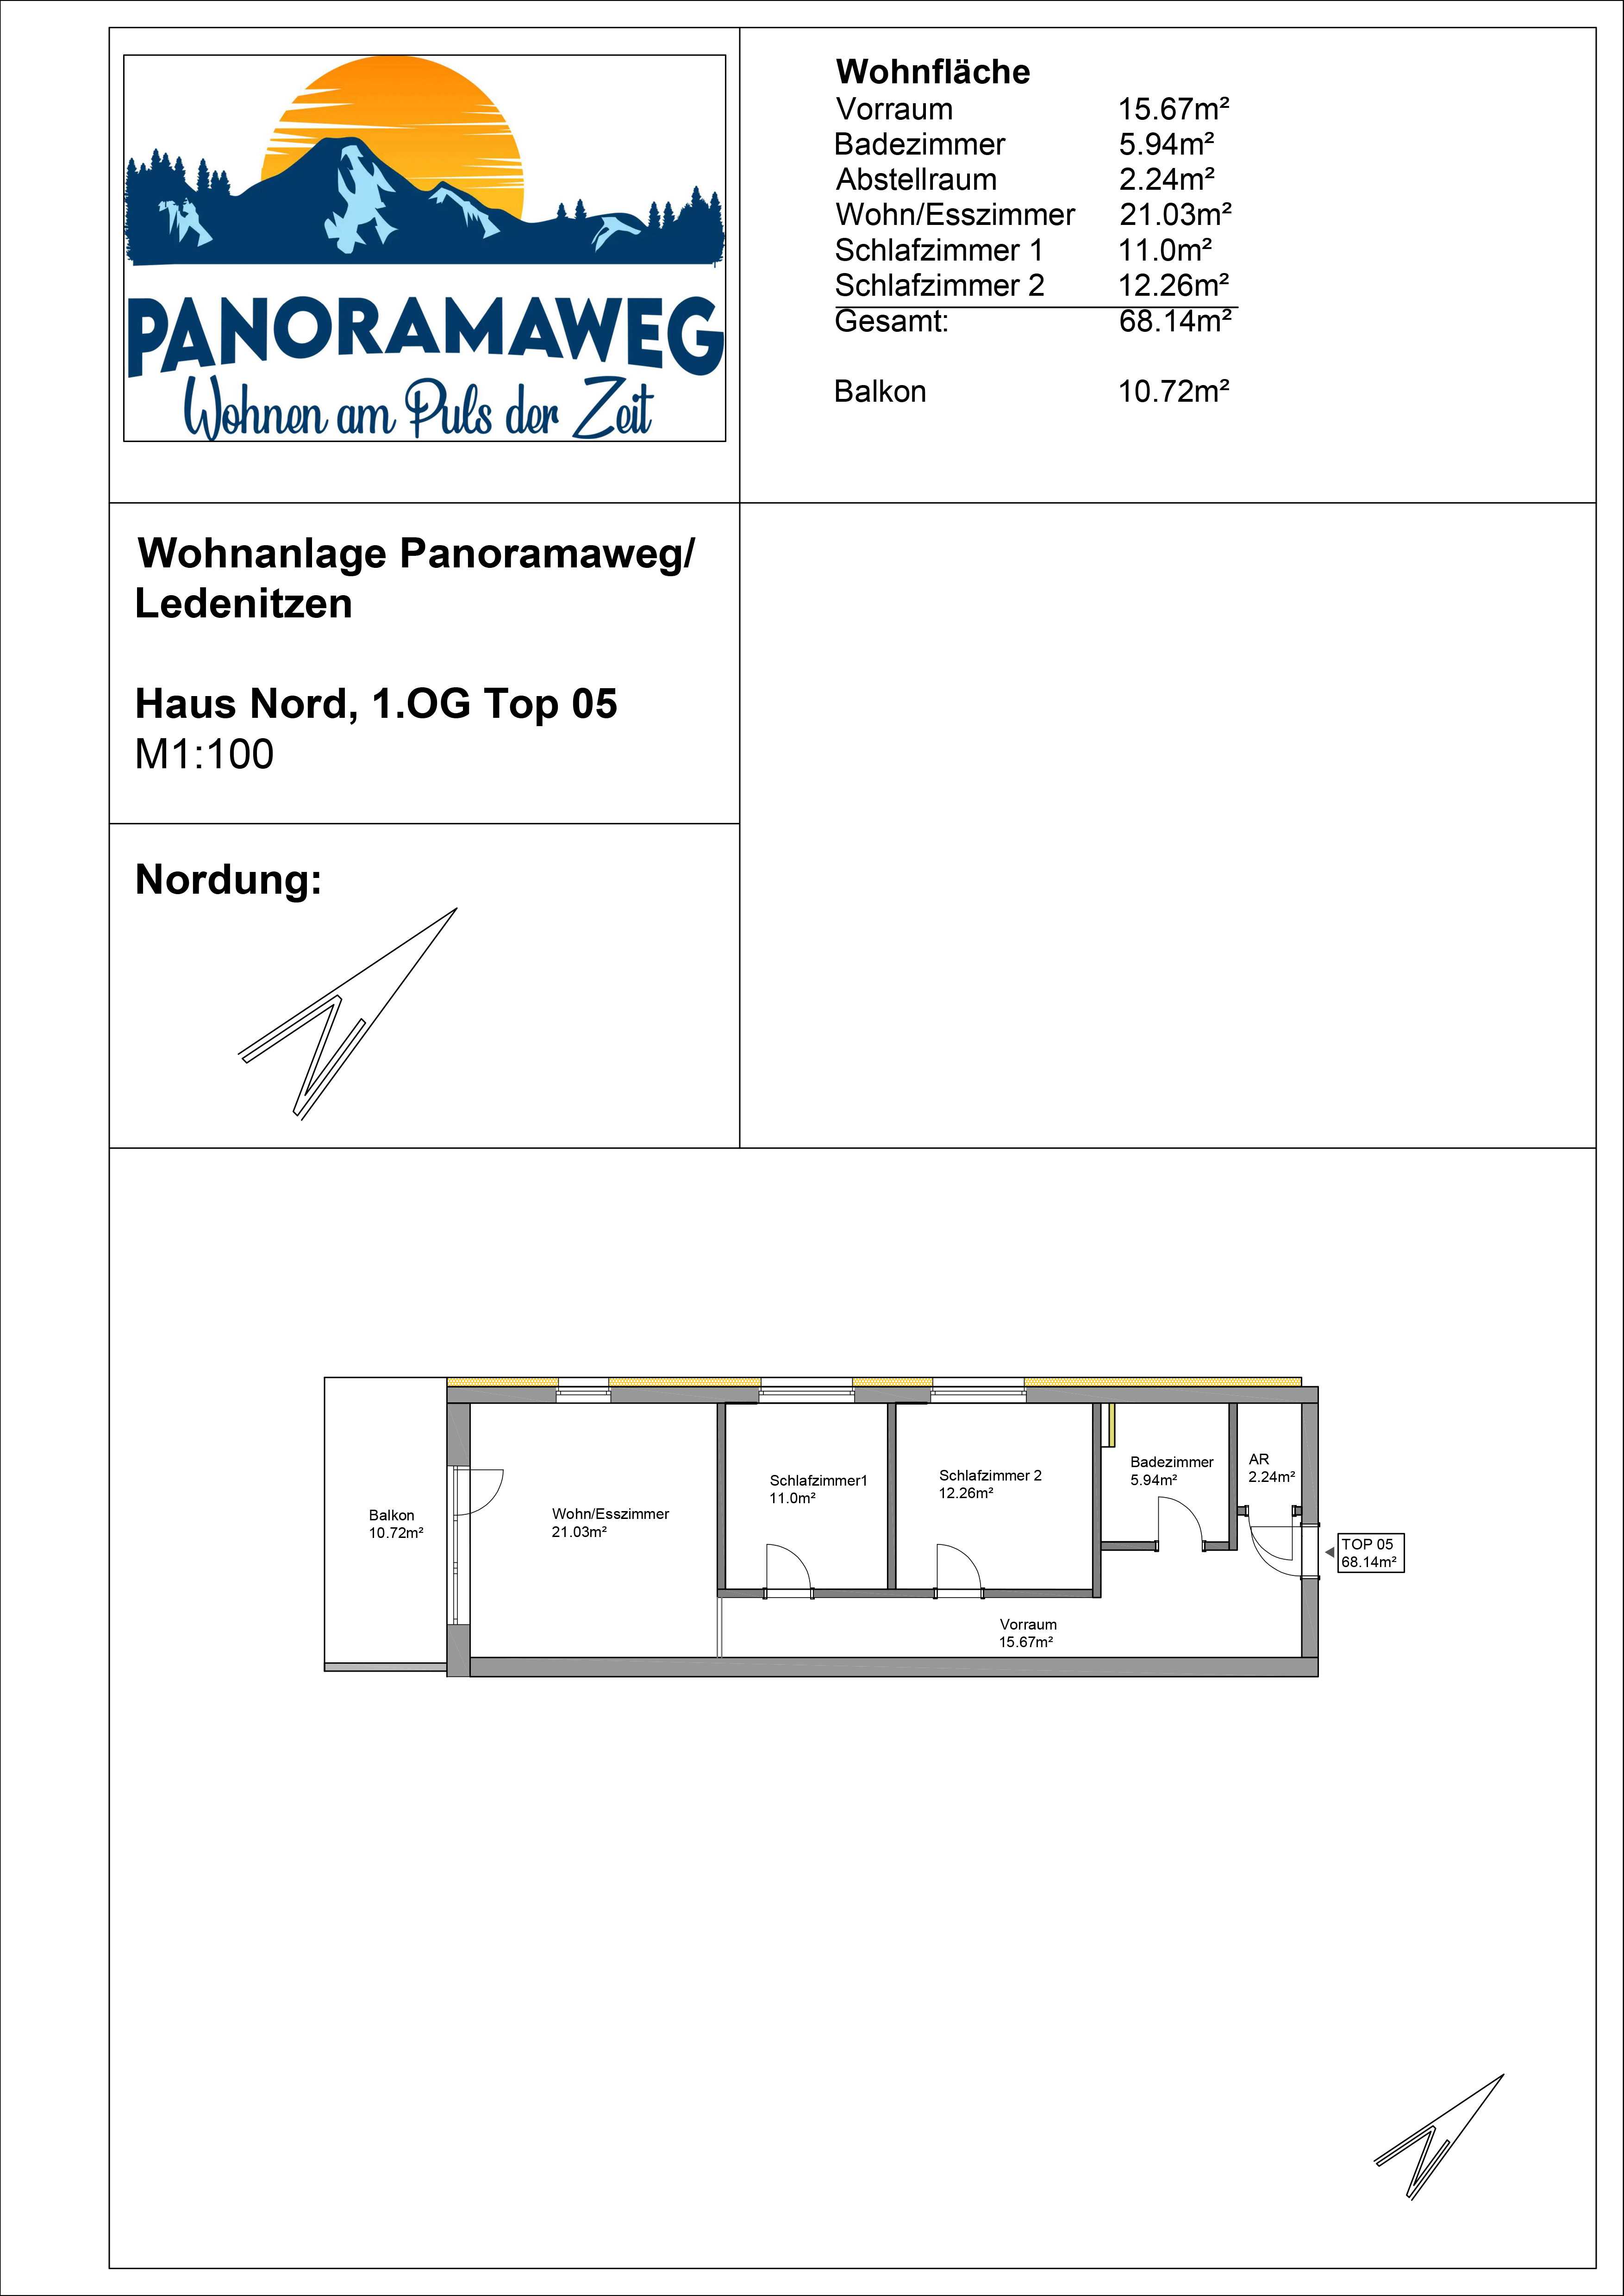 PANORAMAWEG
Wohnen am Puls der Zeit
Wohnfläche
Vorraum 15.67m²
Badezimmer 5.94m²
Abstellraum 2.24m²
Wohn/Esszimmer 21.03m²
Schlafzimmer 1 11.0m²
Schlafzimmer 2 12.26m²
Gesamt: 68.14m²
Balkon 10.72m²
Wohnanlage Panoramaweg/
Ledenitzen
Haus Nord, 1.OG Top 05
M1:100
Nordung:
N
Balkon
10.72m²
Wohn/Esszimmer
21.03m²
Schlafzimmer1
11.0m²
Schlafzimmer 2
12.26m²
Badezimmer
5.94m²
AR
2.24m²
TOP 05
68.14m²
Vorraum
15.67m²
N